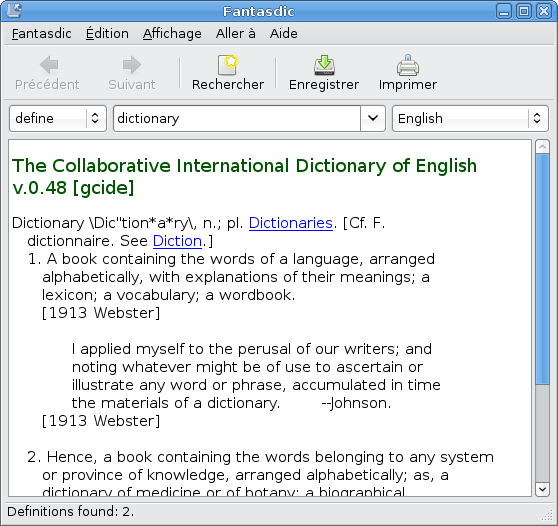 Fantasdic
Fantasdic Édition Affichage Aller à Aide
Précédent Suivant Rechercher Enregistrer Imprimer
define dictionary English
The Collaborative International Dictionary of English
v.0.48 [gcide]
Dictionary \Dic"tion*a*ry\, n.; pl. Dictionaries. [Cf. F.
dictionnaire. See Diction.]
1. A book containing the words of a language, arranged
alphabetically, with explanations of their meanings; a
lexicon; a vocabulary; a wordbook.
[1913 Webster]
I applied myself to the perusal of our writers; and
noting whatever might be of use to ascertain or
illustrate any word or phrase, accumulated in time
the materials of a dictionary. --Johnson.
[1913 Webster]
2. Hence, a book containing the words belonging to any system
or province of knowledge, arranged alphabetically; as, a
dictionary of medicine or of botany; a biographical
Definitions found: 2.